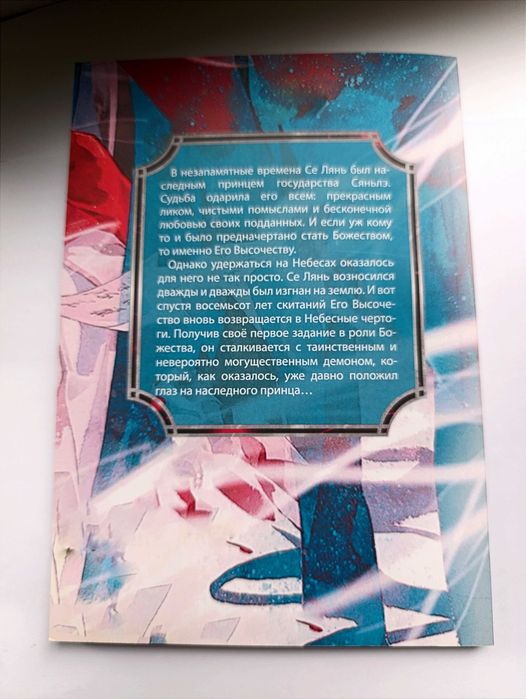 В незапамятные времена Се Лянь был на-
следным принцем государства Сяньлэ.
Судьба одарила его всем: прекрасным
ликом, чистыми помыслами и бесконечной
любовью своих подданных. И если уж кому
то и было предначертано стать Божеством,
то именно Его Высочеству.
Однако удержаться на Небесах оказалось
для него не так просто. Се Лянь возносился
дважды и дважды был изгнан на землю. И вот
спустя восемьсот лет скитаний Его Высоче-
ство вновь возвращается в Небесные черто-
ги. Получив своё первое задание в роли Бо-
жества, он сталкивается с таинственным и
невероятно могущественным демоном, ко-
торый, как оказалось, уже давно положил
глаз на наследного принца...